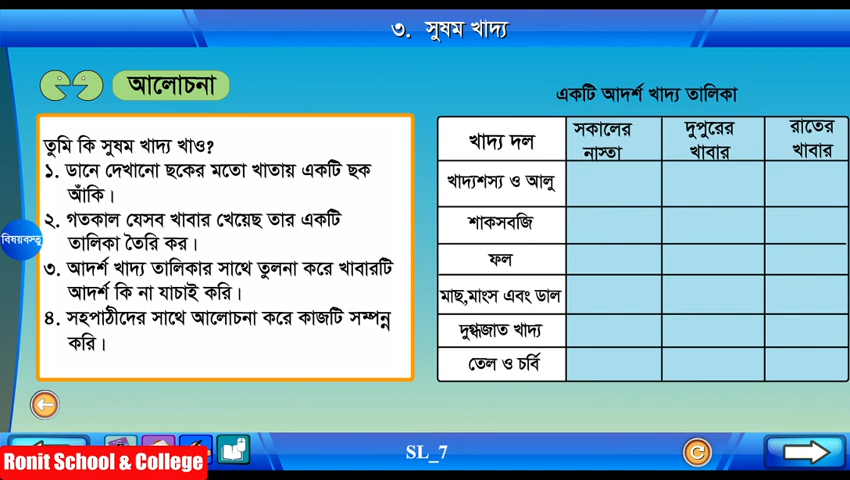 ৩. সুষম খাদ্য
আলোচনা
তুমি কি সুষম খাদ্য খাও?
১. ডানে দেখানো ছকের মতো খাতায় একটি ছক
আঁকি।
২. গতকাল যেসব খাবার খেয়েছ তার একটি
তালিকা তৈরি কর।
৩. আদর্শ খাদ্য তালিকার সাথে তুলনা করে খাবারটি
আদর্শ কি না যাচাই করি।
৪. সহপাঠীদের সাথে আলোচনা করে কাজটি সম্পন্ন
করি।
বিষয়বস্তু
একটি আদর্শ খাদ্য তালিকা
খাদ্য দল সকালের নাস্তা দুপুরের খাবার রাতের খাবার
খাদ্যশস্য ও আলু
শাকসবজি
ফল
মাছ,মাংস এবং ডাল
দুগ্ধজাত খাদ্য
তেল ও চর্বি
SL_7
Ronit School & College